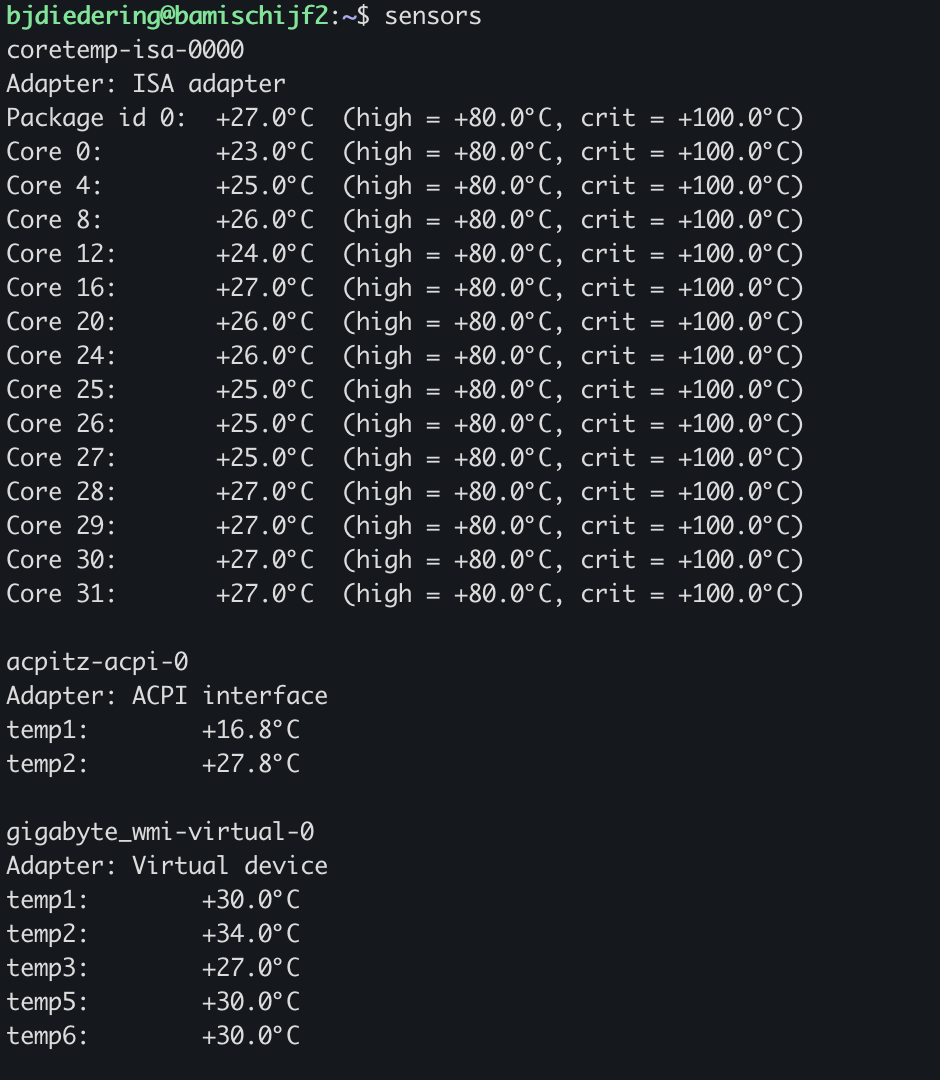 bjdiedering@bamischijf2:~$ sensors
coretemp-isa-0000
Adapter: ISA adapter
Package id 0:  +27.0°C  (high = +80.0°C, crit = +100.0°C)
Core 0:        +23.0°C  (high = +80.0°C, crit = +100.0°C)
Core 4:        +25.0°C  (high = +80.0°C, crit = +100.0°C)
Core 8:        +26.0°C  (high = +80.0°C, crit = +100.0°C)
Core 12:       +24.0°C  (high = +80.0°C, crit = +100.0°C)
Core 16:       +27.0°C  (high = +80.0°C, crit = +100.0°C)
Core 20:       +26.0°C  (high = +80.0°C, crit = +100.0°C)
Core 24:       +26.0°C  (high = +80.0°C, crit = +100.0°C)
Core 25:       +25.0°C  (high = +80.0°C, crit = +100.0°C)
Core 26:       +25.0°C  (high = +80.0°C, crit = +100.0°C)
Core 27:       +25.0°C  (high = +80.0°C, crit = +100.0°C)
Core 28:       +27.0°C  (high = +80.0°C, crit = +100.0°C)
Core 29:       +27.0°C  (high = +80.0°C, crit = +100.0°C)
Core 30:       +27.0°C  (high = +80.0°C, crit = +100.0°C)
Core 31:       +27.0°C  (high = +80.0°C, crit = +100.0°C)

acpitz-acpi-0
Adapter: ACPI interface
temp1:        +16.8°C
temp2:        +27.8°C

gigabyte_wmi-virtual-0
Adapter: Virtual device
temp1:        +30.0°C
temp2:        +34.0°C
temp3:        +27.0°C
temp5:        +30.0°C
temp6:        +30.0°C